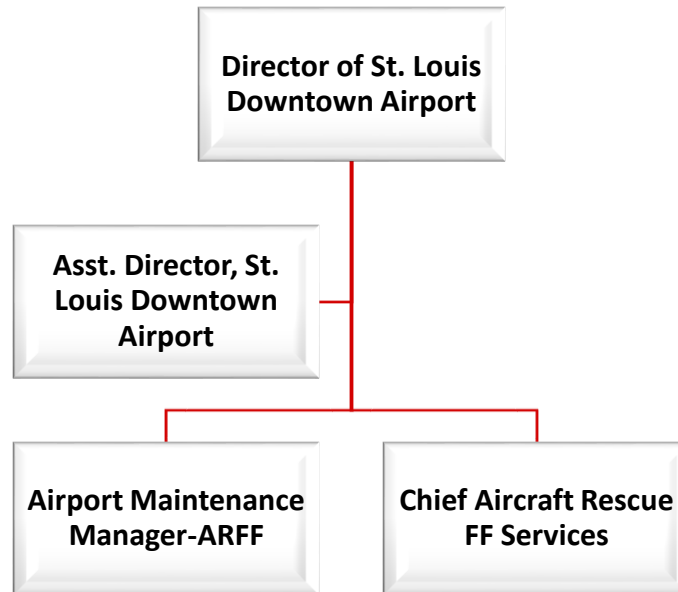 Director of St. Louis
Downtown Airport
Asst. Director, St.
Louis Downtown
Airport
Airport Maintenance
Manager-ARFF
Chief Aircraft Rescue
FF Services